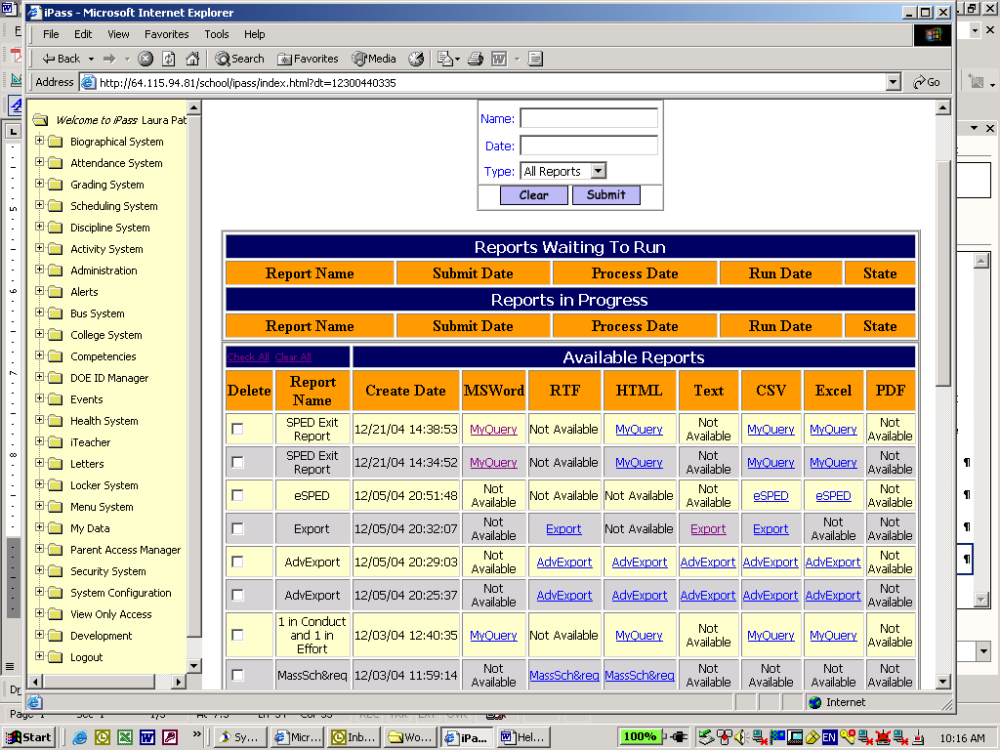 iPass - Microsoft Internet Explorer
File Edit View Favorites Tools Help
Back Search Favorites Media
Address http://64.115.94.81/school/ipass/index.html?dt=12300440335 Go
Welcome to iPass Laura Pat
Biographical System
Attendance System
Grading System
Scheduling System
Discipline System
Activity System
Administration
Alerts
Bus System
College System
Competencies
DOE ID Manager
Events
Health System
iTeacher
Letters
Locker System
Menu System
My Data
Parent Access Manager
Security System
System Configuration
View Only Access
Development
Logout
Name:
Date:
Type: All Reports
Clear Submit
Reports Waiting To Run
Report Name Submit Date Process Date Run Date State
Reports in Progress
Report Name Submit Date Process Date Run Date State
Check All Clear All Available Reports
Delete Report Name Create Date MSWord RTF HTML Text CSV Excel PDF
SPED Exit Report 12/21/04 14:38:53 MyQuery Not Available MyQuery Not Available MyQuery MyQuery Not Available
SPED Exit Report 12/21/04 14:34:52 MyQuery Not Available MyQuery Not Available MyQuery MyQuery Not Available
eSPED 12/05/04 20:51:48 Not Available Not Available Not Available Not Available eSPED eSPED Not Available
Export 12/05/04 20:32:07 Not Available Export Not Available Export Export Not Available Not Available
AdvExport 12/05/04 20:29:03 Not Available AdvExport AdvExport AdvExport AdvExport AdvExport Not Available
AdvExport 12/05/04 20:25:37 Not Available AdvExport AdvExport AdvExport AdvExport AdvExport Not Available
1 in Conduct and 1 in Effort 12/03/04 12:40:35 MyQuery Not Available MyQuery Not Available MyQuery MyQuery Not Available
MassSch&req 12/03/04 11:59:14 Not Available MassSch&req MassSch&req Not Available Not Available Not Available Not Available
Internet
Start Sy... Micr... Inb... Wo... iPa... Hel... 100% EN 10:16 AM